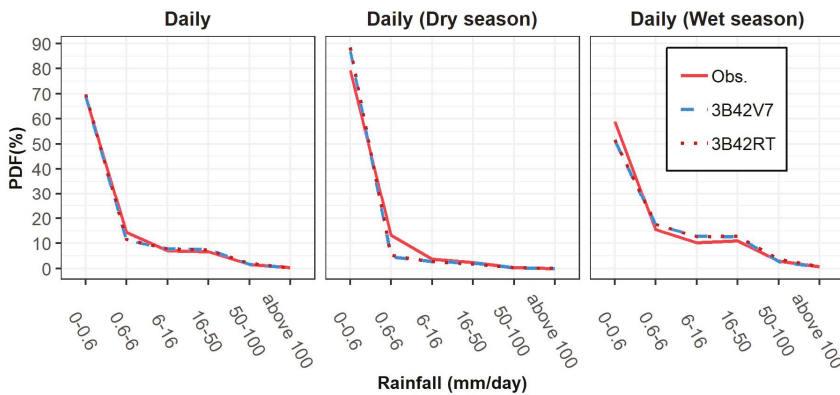 Daily
Daily (Dry season)
Daily (Wet season)
PDF(%)
90
80
70
60
50
40
30
20
10
0
Obs.
3B42V7
3B42RT
0-0.6
0.6-6
6-16
16-50
50-100
above 100
0-0.6
0.6-6
6-16
16-50
50-100
above 100
0-0.6
0.6-6
6-16
16-50
50-100
above 100
Rainfall (mm/day)